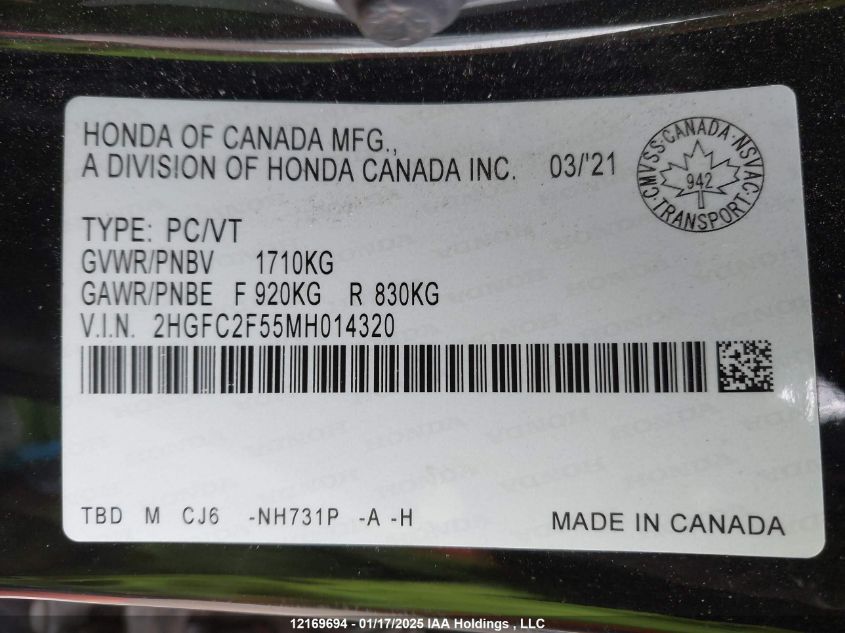 HONDA OF CANADA MFG.,
A DIVISION OF HONDA CANADA INC. 03/'21
CMVSS·CANADA·NSVAC·TRANSPORT·
942
TYPE: PC/VT
GVWR/PNBV 1710KG
GAWR/PNBE F 920KG R 830KG
V.I.N. 2HGFC2F55MH014320
TBD M CJ6 -NH731P -A -H
MADE IN CANADA
12169694 - 01/17/2025 IAA Holdings , LLC